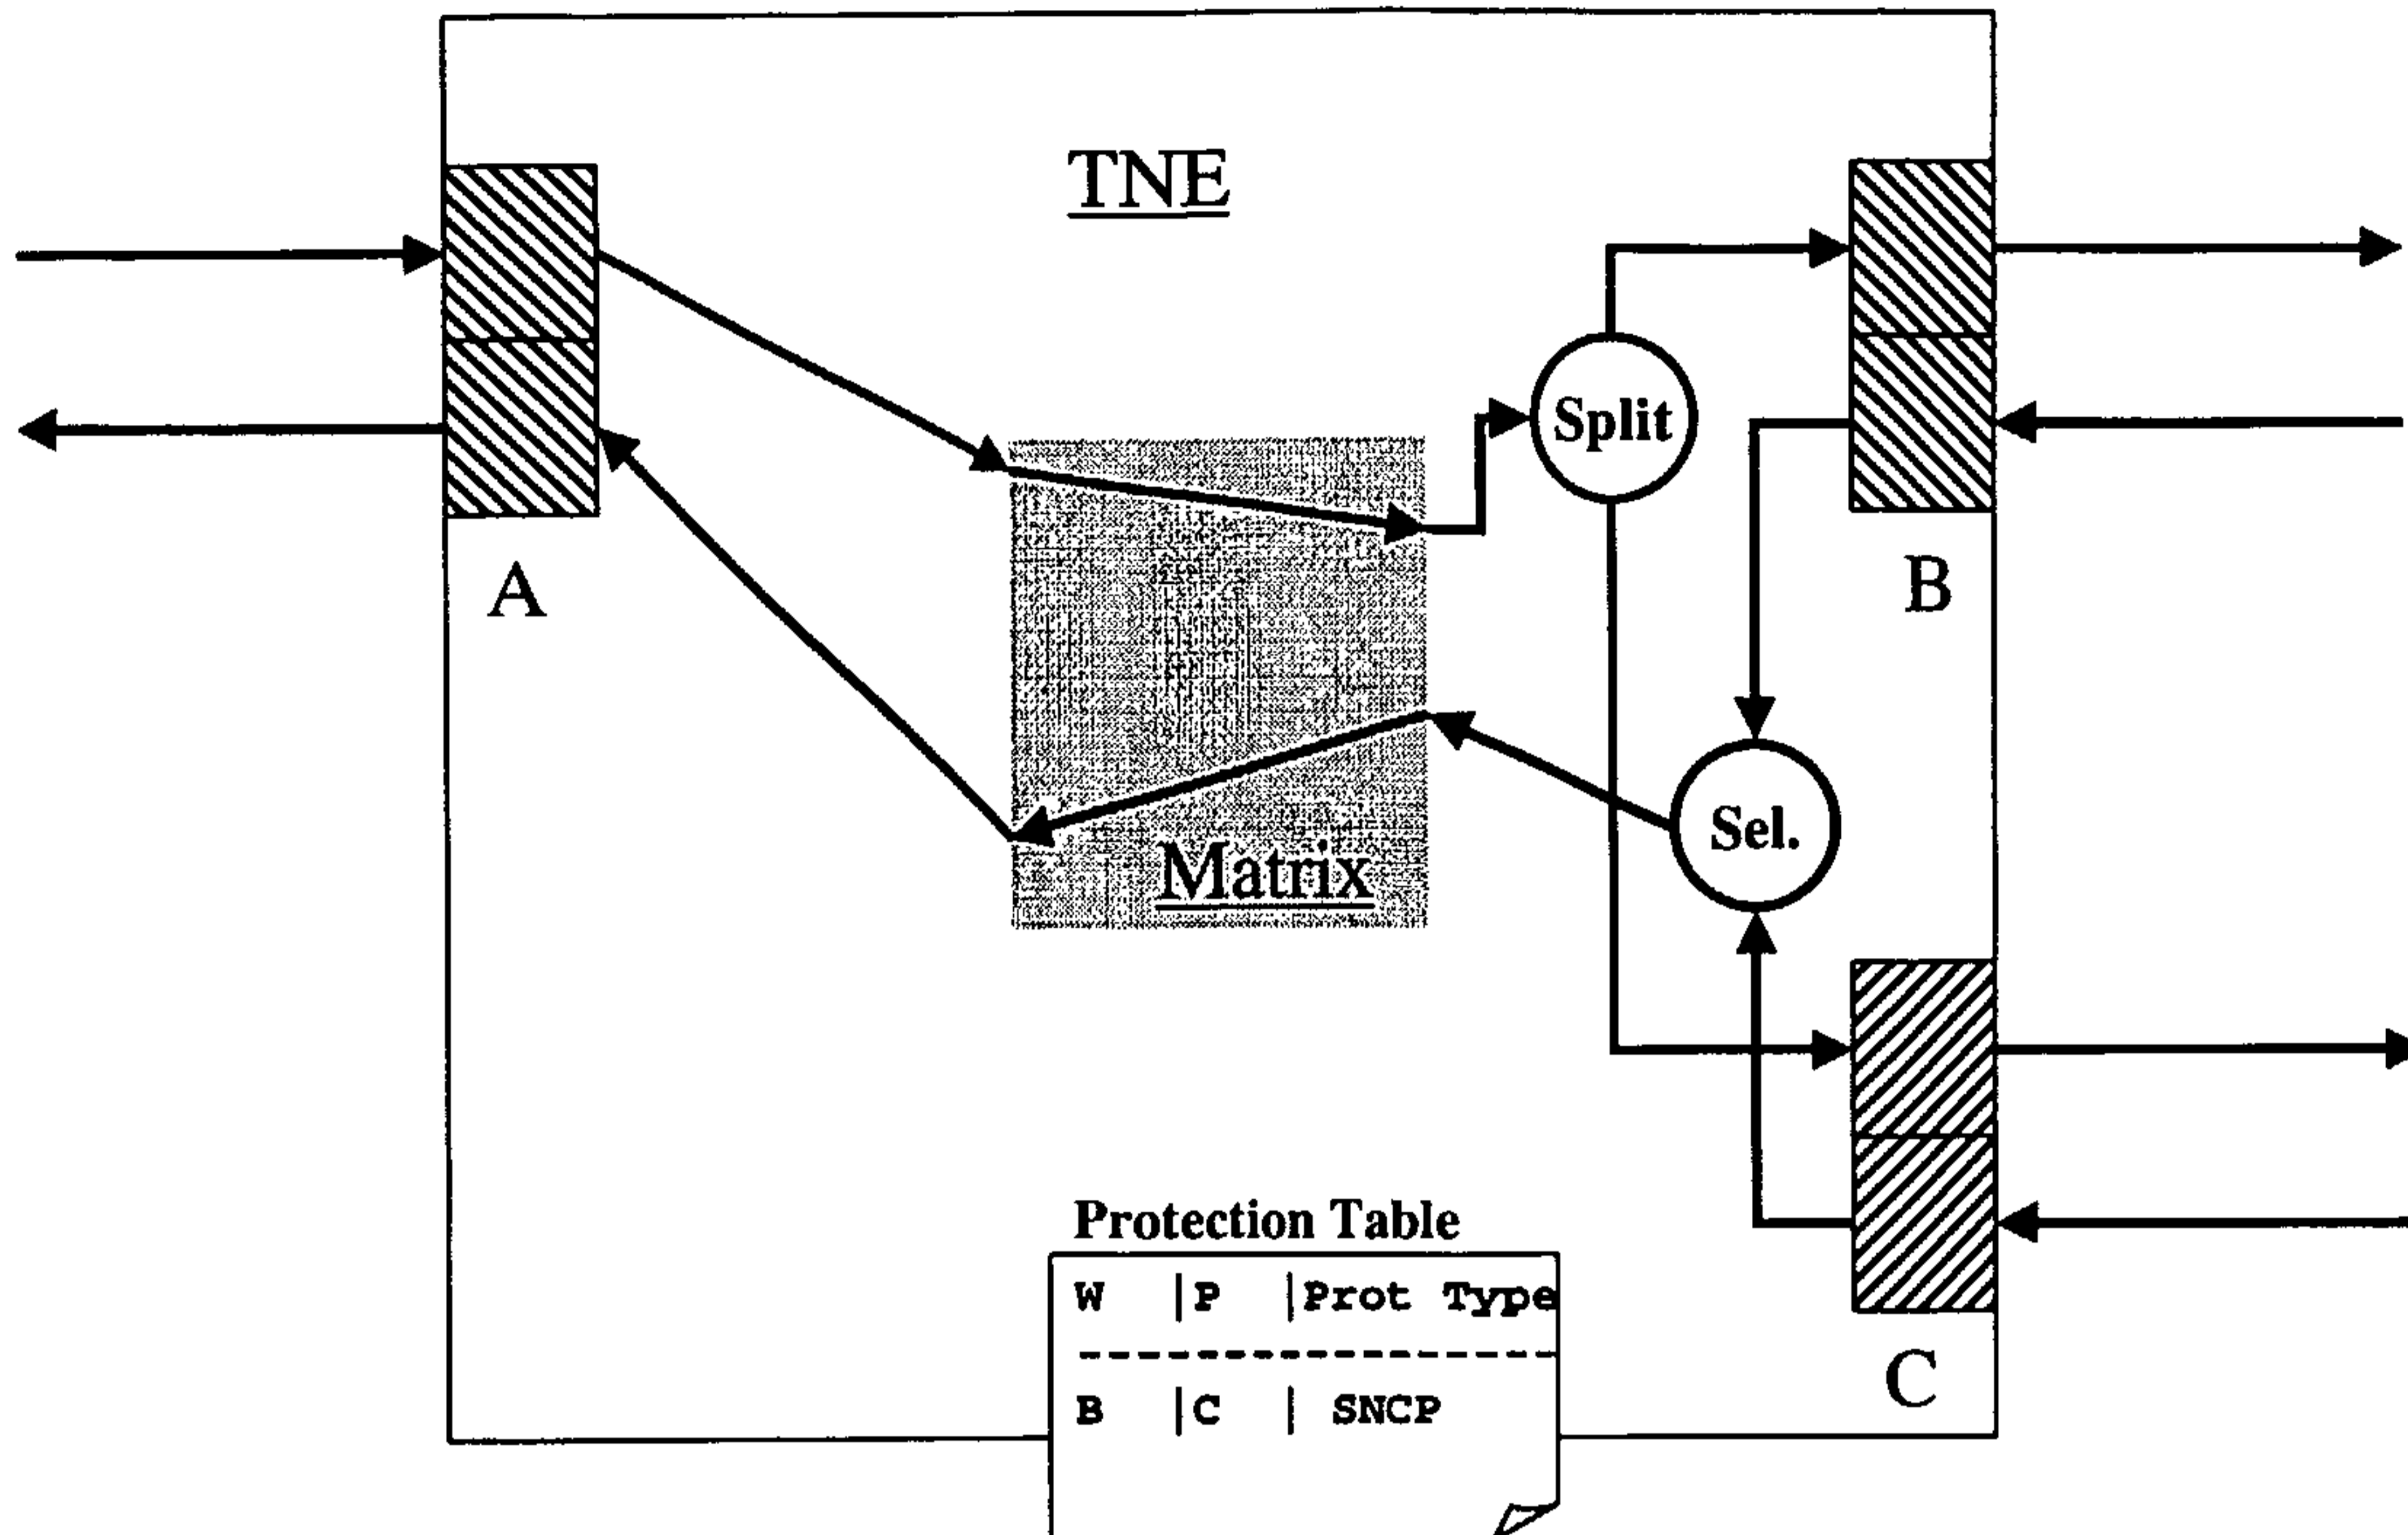 TNE
Split
A
B
Sel.
Matrix
Protection Table
W |P |Prot Type
--------------------
B |C | SNCP
C